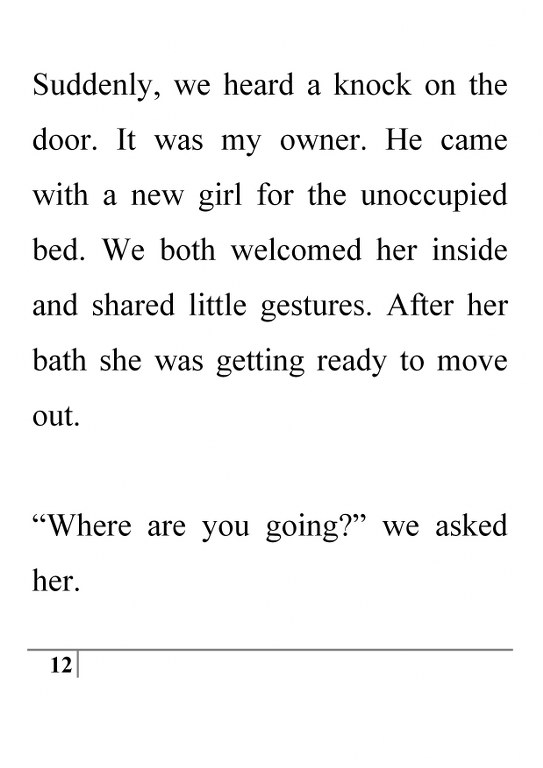 Suddenly, we heard a knock on the
door. It was my owner. He came
with a new girl for the unoccupied
bed. We both welcomed her inside
and shared little gestures. After her
bath she was getting ready to move
out.
“Where are you going?” we asked
her.
12